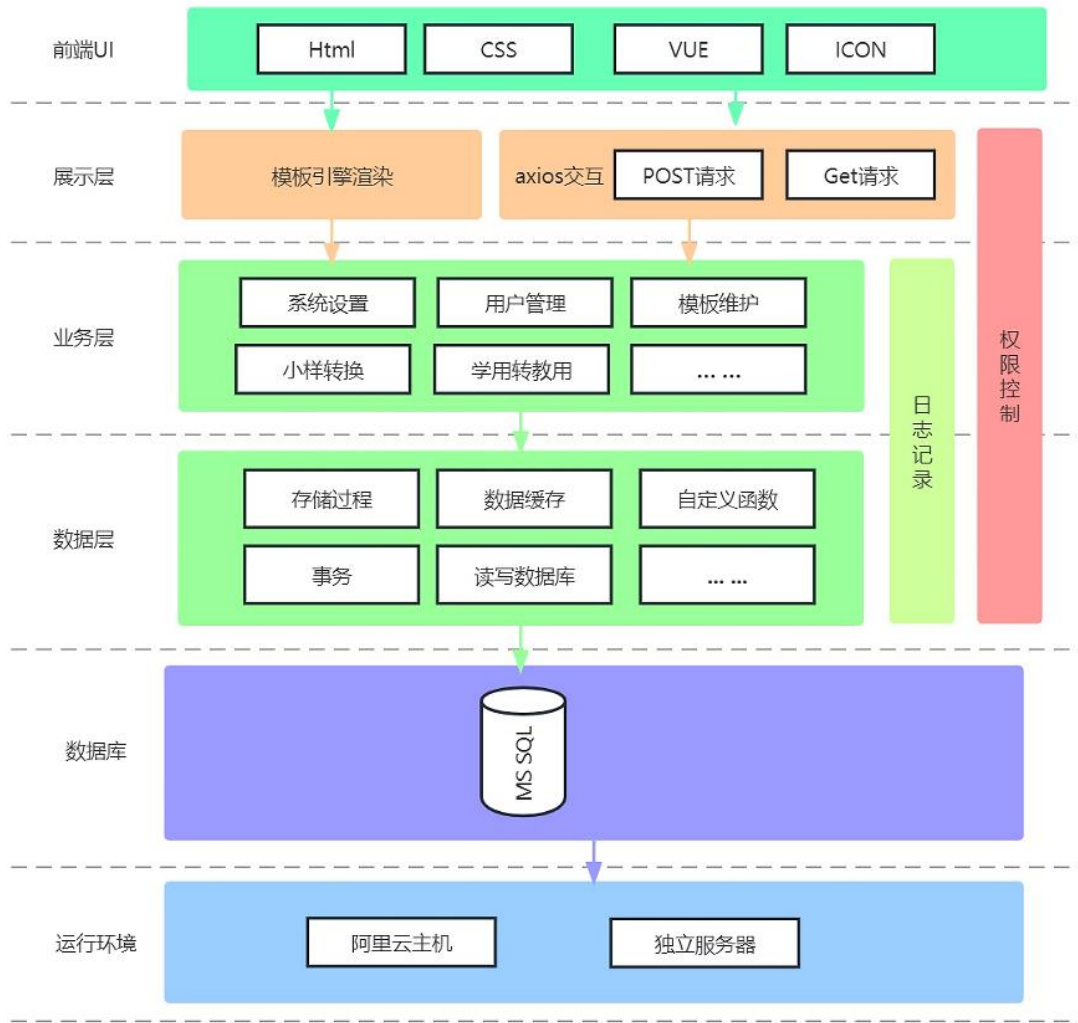 前端UI
Html
CSS
VUE
ICON
展示层
模板引擎渲染
axios交互
POST请求
Get请求
业务层
系统设置
用户管理
模板维护
小样转换
学用转教用
... ...
日志记录
权限控制
数据层
存储过程
数据缓存
自定义函数
事务
读写数据库
... ...
数据库
MS SQL
运行环境
阿里云主机
独立服务器